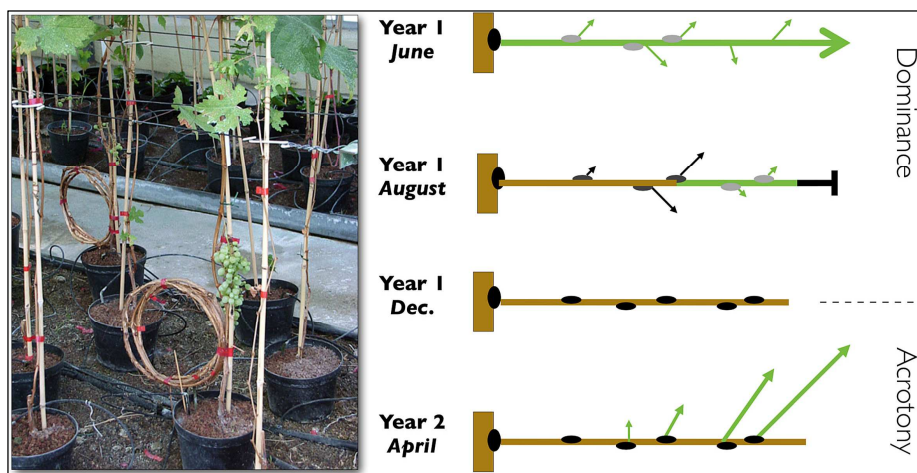 Year 1
June
Year 1
August
Year 1
Dec.
Year 2
April
Dominance
Acrotony